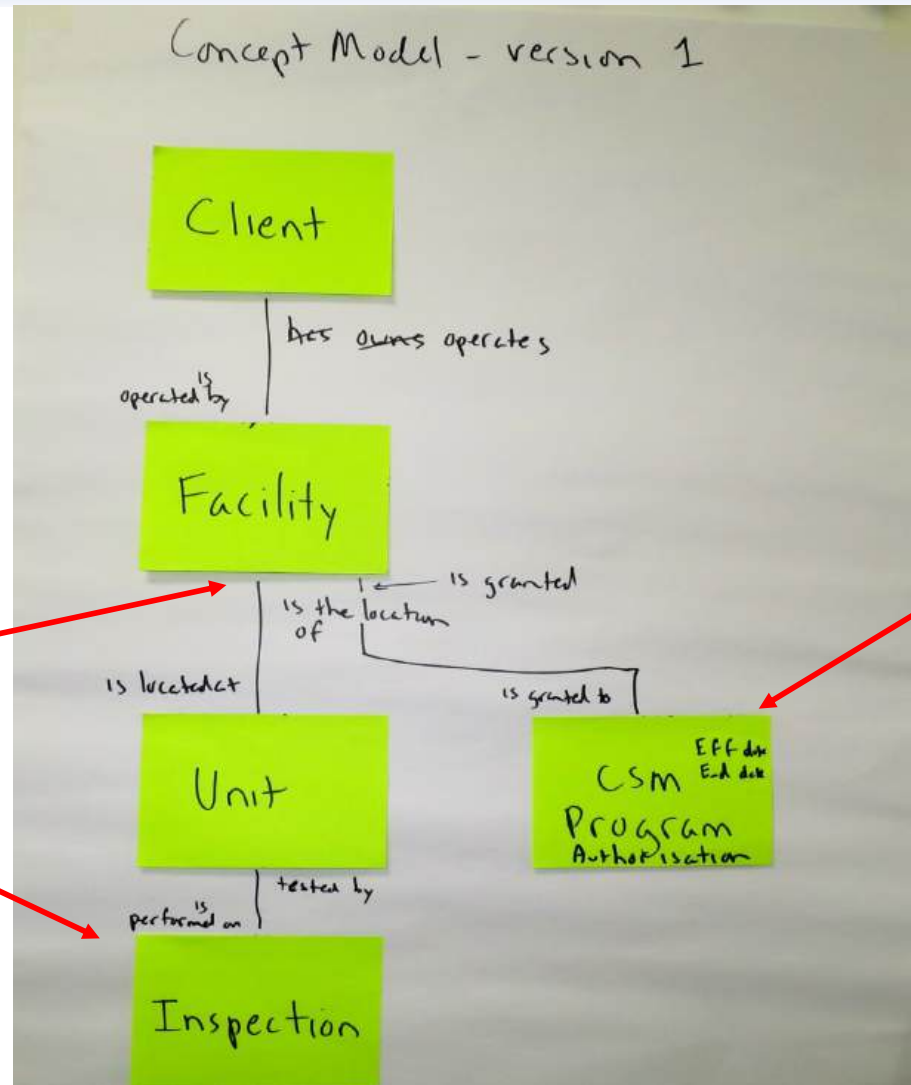 Concept Model - version 1
Client
has owns operates
is
operated by
Facility
is granted
is the location
of
is located at
is granted to
Unit
Eff date
End date
CSM
Program
Authorisation
tested by
is
performed on
Inspection